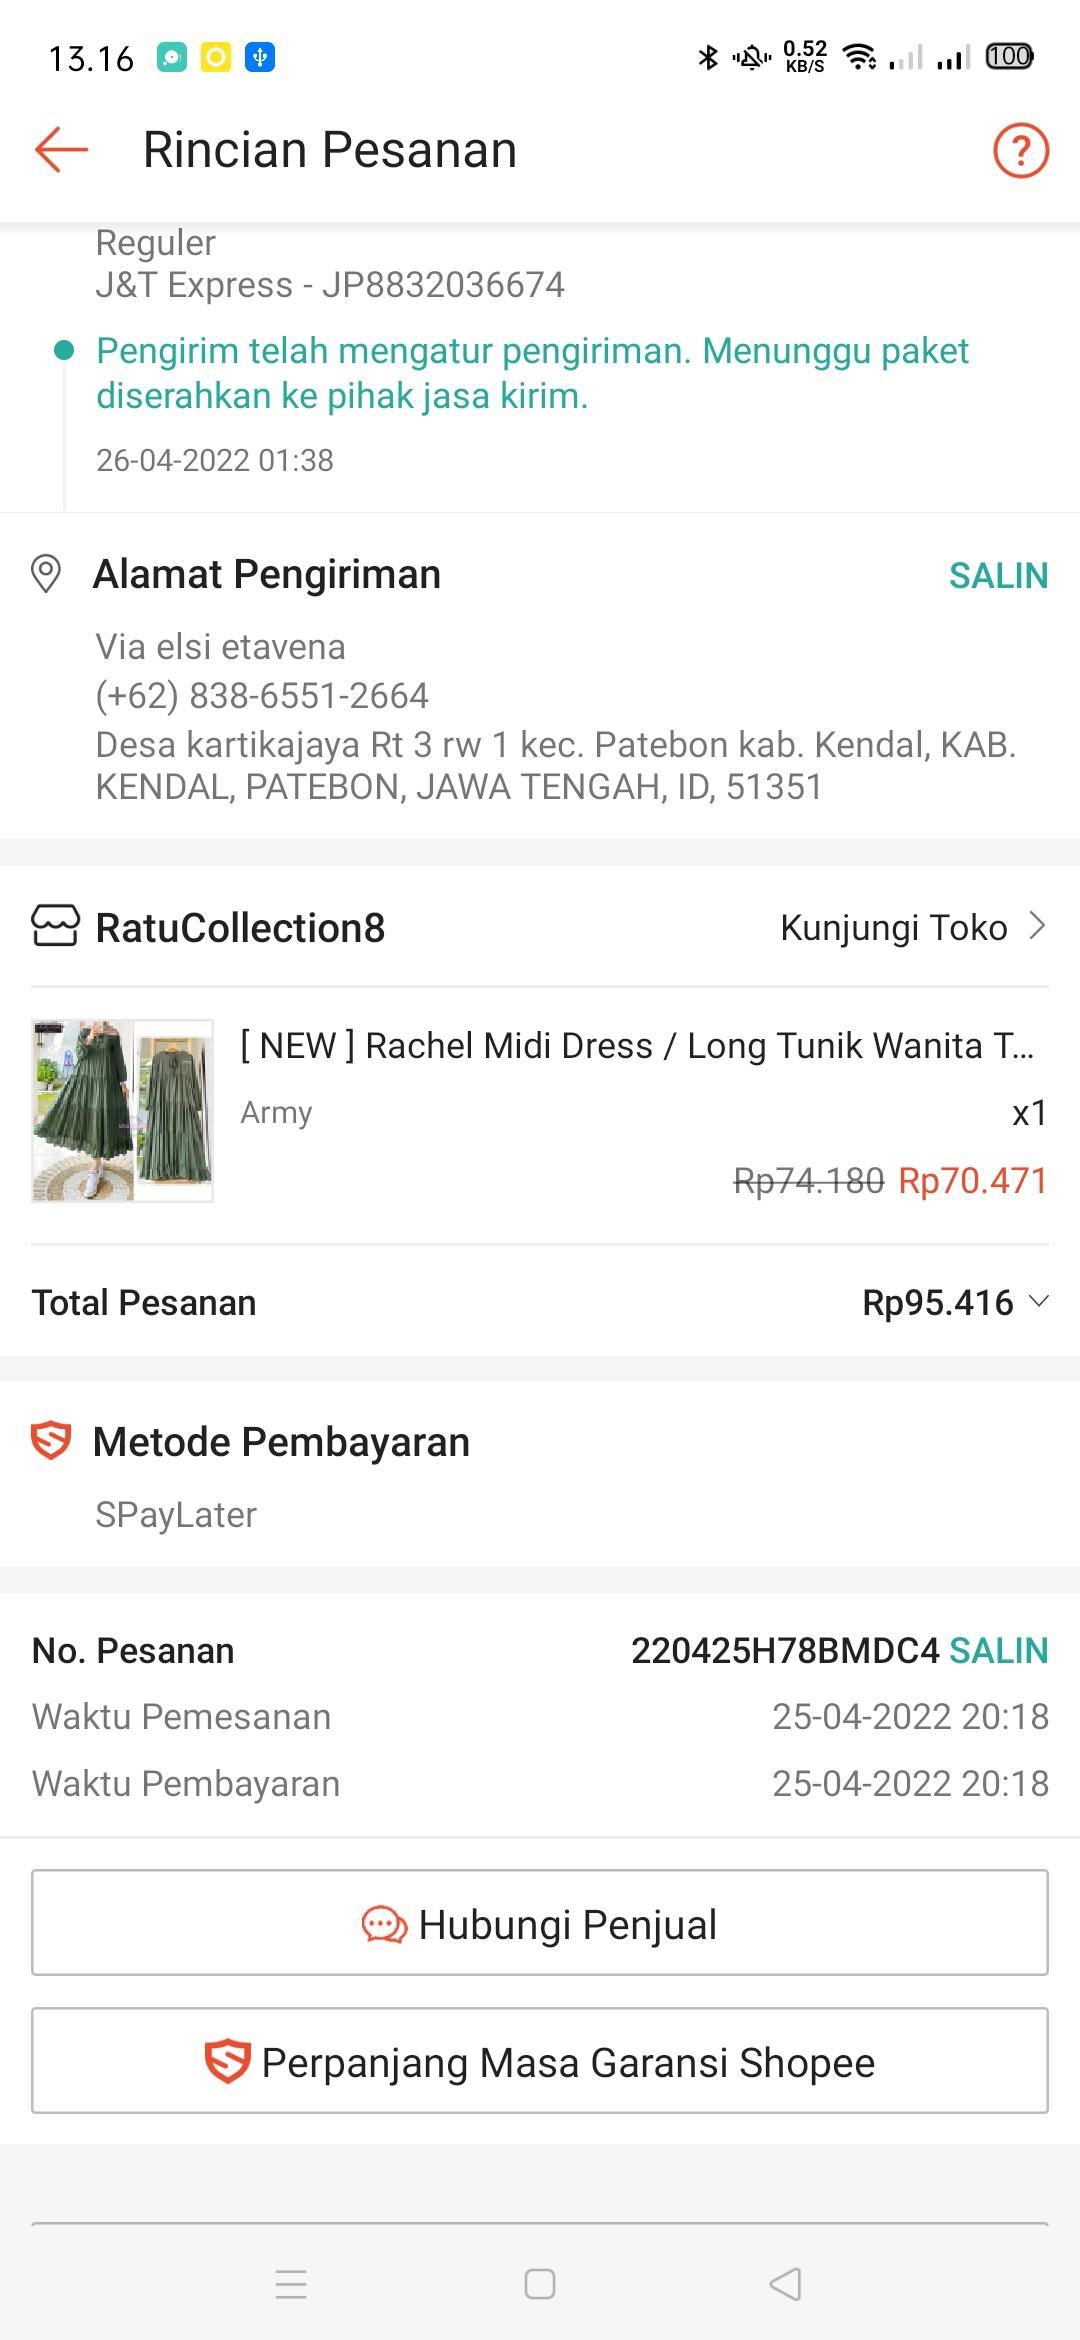 13.16
0.52
KB/S
100
Rincian Pesanan
?
Reguler
J&T Express - JP8832036674
Pengirim telah mengatur pengiriman. Menunggu paket
diserahkan ke pihak jasa kirim.
26-04-2022 01:38
Alamat Pengiriman SALIN
Via elsi etavena
(+62) 838-6551-2664
Desa kartikajaya Rt 3 rw 1 kec. Patebon kab. Kendal, KAB.
KENDAL, PATEBON, JAWA TENGAH, ID, 51351
RatuCollection8 Kunjungi Toko
[ NEW ] Rachel Midi Dress / Long Tunik Wanita T...
Army x1
Rp74.180 Rp70.471
Total Pesanan Rp95.416
Metode Pembayaran
SPayLater
No. Pesanan 220425H78BMDC4 SALIN
Waktu Pemesanan 25-04-2022 20:18
Waktu Pembayaran 25-04-2022 20:18
Hubungi Penjual
Perpanjang Masa Garansi Shopee